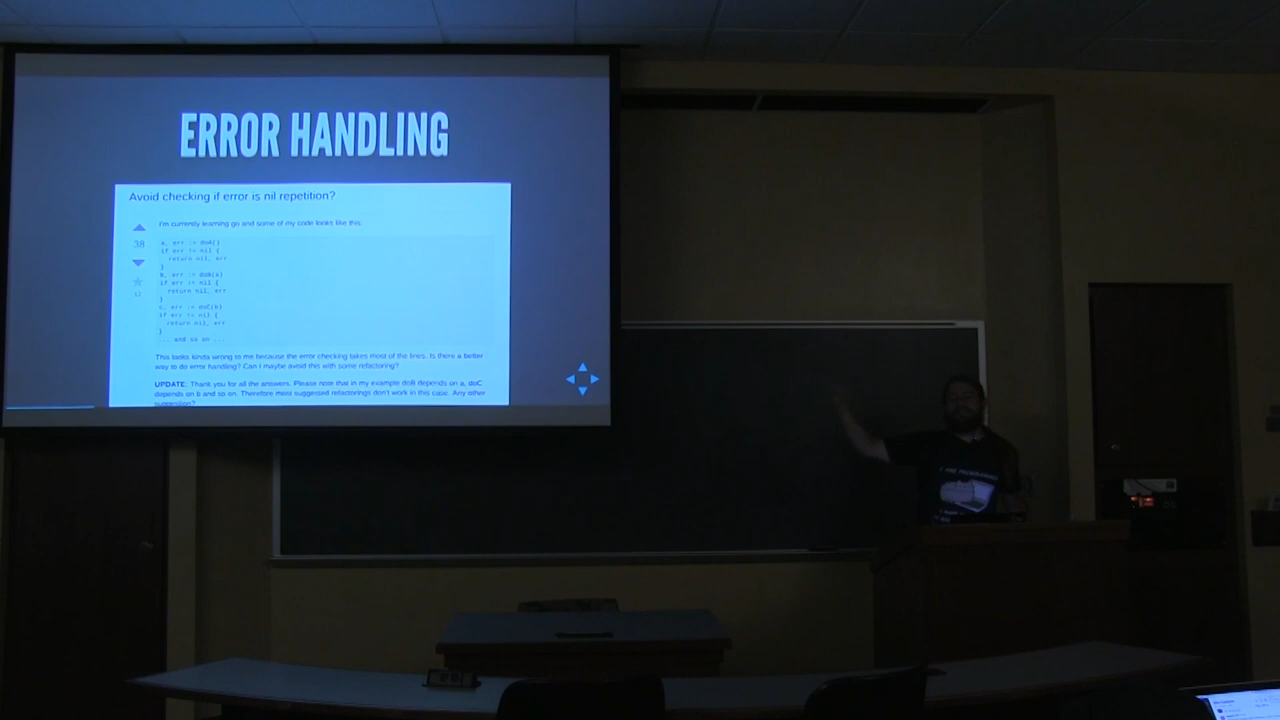 ERROR HANDLING
Avoid checking if error is nil repetition?
I'm currently learning go and some of my code looks like this:
38
a, err := doA()
if err != nil {
return nil, err
}
b, err := doB(a)
if err != nil {
return nil, err
}
c, err := doC(b)
if err != nil {
return nil, err
}
... and so on ...
12
This looks kinda wrong to me because the error checking takes most of the lines. Is there a better
way to do error handling? Can I maybe avoid this with some refactoring?
UPDATE: Thank you for all the answers. Please note that in my example doB depends on a, doC
depends on b and so on. Therefore most suggested refactorings don't work in this case. Any other
suggestion?